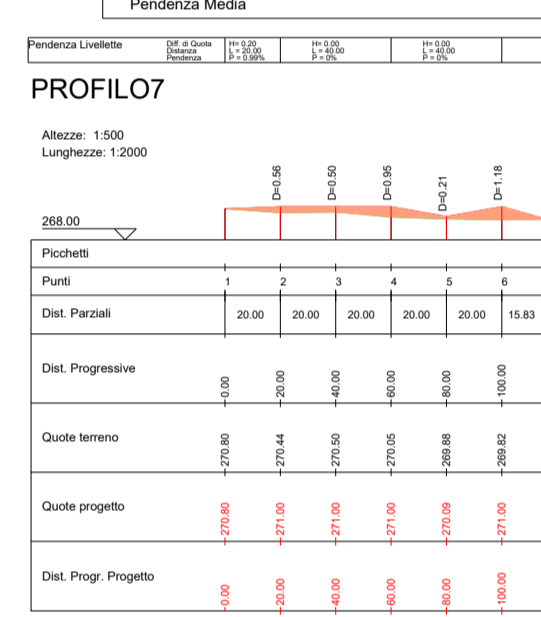 Pendenza Media
Pendenza Livellette
Diff. di Quota
Distanza
Pendenza
H= 0.20
L = 20.00
P = 0.99%
H= 0.00
L = 40.00
P = 0%
H= 0.00
L = 40.00
P = 0%
PROFILO7
Altezze: 1:500
Lunghezze: 1:2000
D=0.56
D=0.50
D=0.95
D=0.21
D=1.18
268.00
Picchetti
Punti 1 2 3 4 5 6
Dist. Parziali 20.00 20.00 20.00 20.00 20.00 15.83
Dist. Progressive 0.00 20.00 40.00 60.00 80.00 100.00
Quote terreno 270.80 270.44 270.50 270.05 269.88 269.82
Quote progetto 270.80 271.00 271.00 271.00 270.09 271.00
Dist. Progr. Progetto 0.00 20.00 40.00 60.00 80.00 100.00